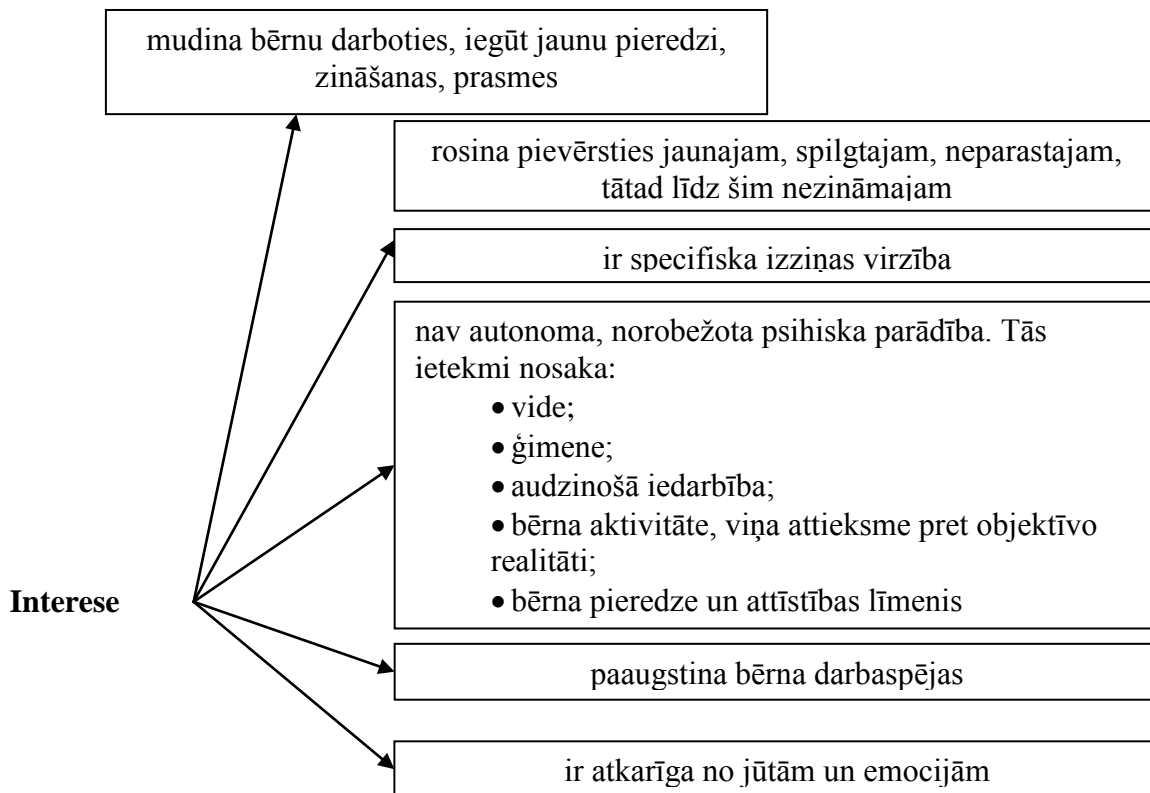 mudina bērnu darboties, iegūt jaunu pieredzi,
zināšanas, prasmes
rosina pievērsties jaunajam, spilgtajam, neparastajam,
tātad līdz šim nezināmajam
ir specifiska izziņas virzība
nav autonoma, norobežota psihiska parādība. Tās
ietekmi nosaka:
• vide;
• ģimene;
• audzinošā iedarbība;
• bērna aktivitāte, viņa attieksme pret objektīvo
realitāti;
• bērna pieredze un attīstības līmenis
Interese
paaugstina bērna darbaspējas
ir atkarīga no jūtām un emocijām